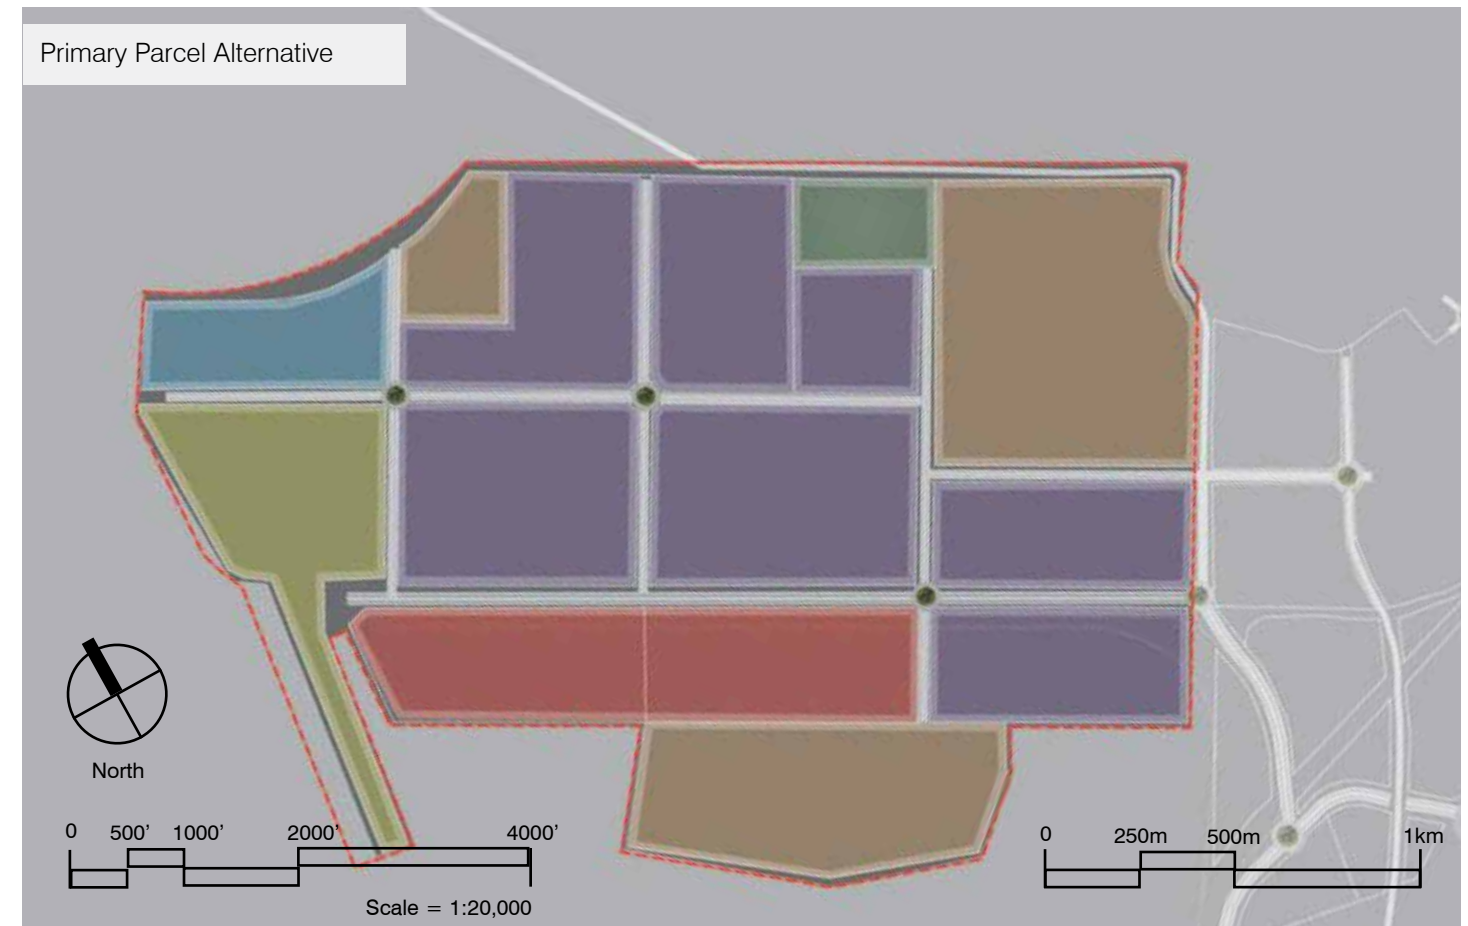 Primary Parcel Alternative
North
0 500’ 1000’ 2000’ 4000’
Scale = 1:20,000
0 250m 500m 1km